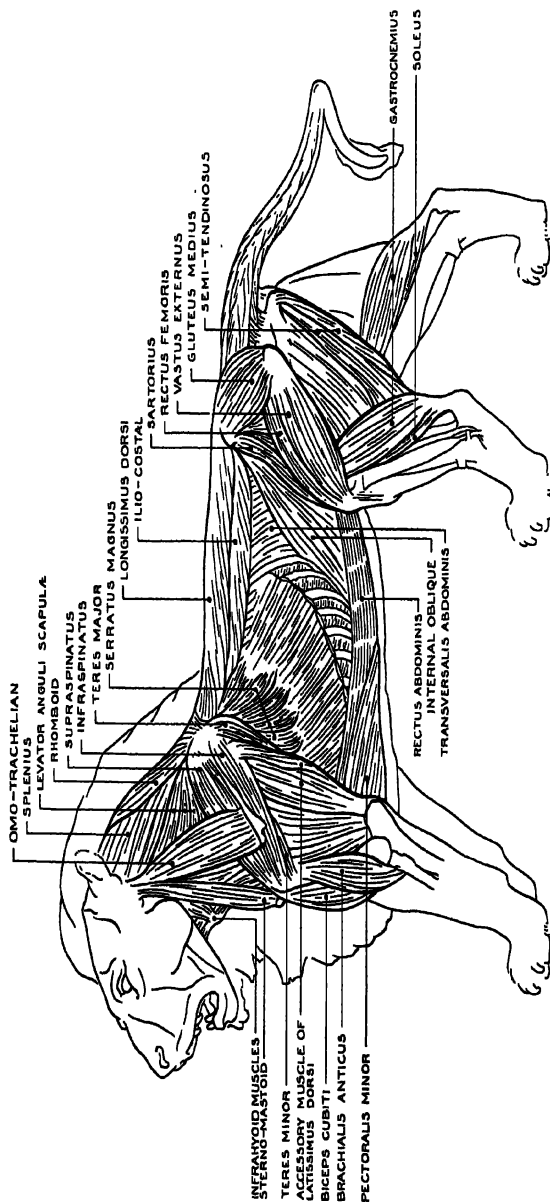 OMO-TRACHELIAN
SPLENIUS
LEVATOR ANGULI SCAPULÆ
RHOMBOID
SUPRASPINATUS
INFRASPINATUS
TERES MAJOR
SERRATUS MAGNUS
LONGISSIMUS DORSI
ILIO-COSTAL
SARTORIUS
RECTUS FEMORIS
VASTUS EXTERNUS
GLUTEUS MEDIUS
SEMI-TENDINOSUS
GASTROCNEMIUS
SOLEUS
INFRAHYOID MUSCLES
STERNO-MASTOID
TERES MINOR
ACCESSORY MUSCLE OF
LATISSIMUS DORSI
BICEPS CUBITI
BRACHIALIS ANTICUS
PECTORALIS MINOR
RECTUS ABDOMINIS
INTERNAL OBLIQUE
TRANSVERSALIS ABDOMINIS